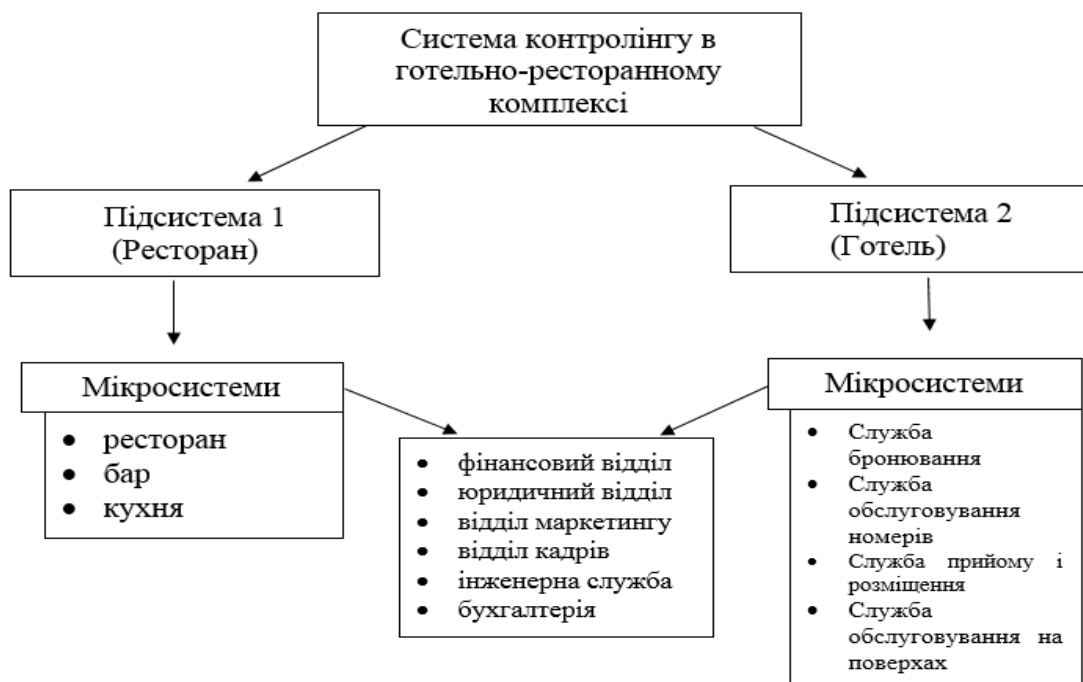 Система контролінгу в
готельно-ресторанному
комплексі
Підсистема 1
(Ресторан)
Підсистема 2
(Готель)
Мікросистеми
• ресторан
• бар
• кухня
• фінансовий відділ
• юридичний відділ
• відділ маркетингу
• відділ кадрів
• інженерна служба
• бухгалтерія
Мікросистеми
• Служба
бронювання
• Служба
обслуговування
номерів
• Служба прийому і
розміщення
• Служба
обслуговування на
поверхах